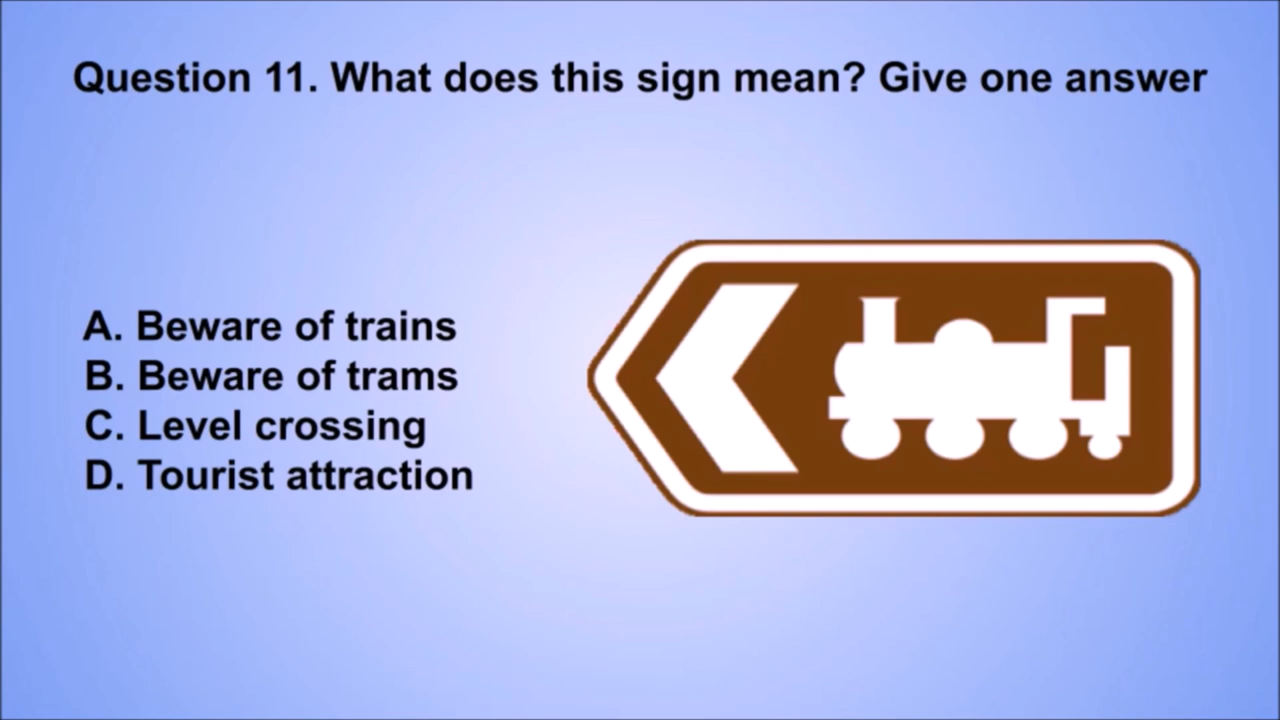 Question 11. What does this sign mean? Give one answer
A. Beware of trains
B. Beware of trams
C. Level crossing
D. Tourist attraction